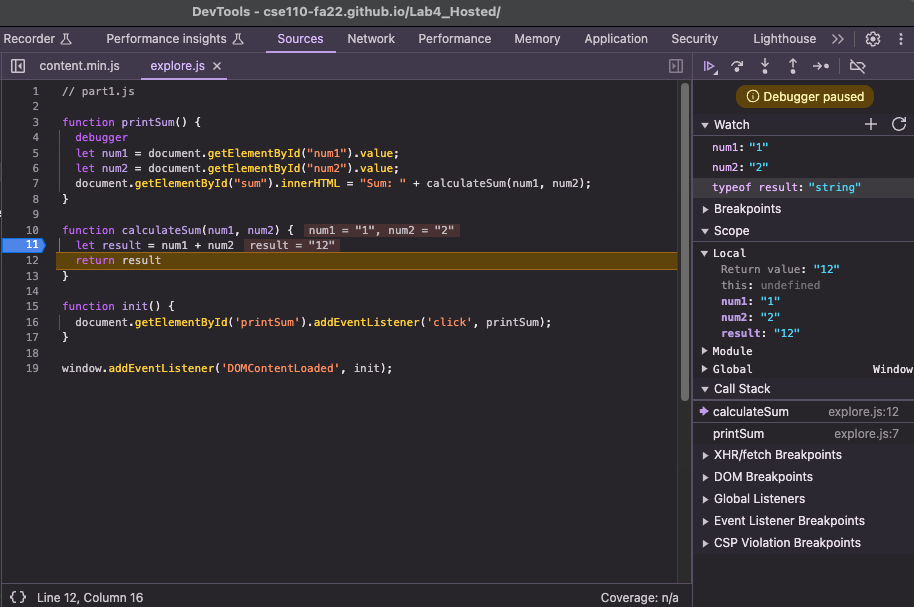 DevTools - cse110-fa22.github.io/Lab4_Hosted/
Recorder Performance insights Sources Network Performance Memory Application Security Lighthouse
content.min.js explore.js
Debugger paused
1 // part1.js
2
3 function printSum() {
4 debugger
5 let num1 = document.getElementById("num1").value;
6 let num2 = document.getElementById("num2").value;
7 document.getElementById("sum").innerHTML = "Sum: " + calculateSum(num1, num2);
8 }
9
10 function calculateSum(num1, num2) { num1 = "1", num2 = "2"
11 let result = num1 + num2 result = "12"
12 return result
13 }
14
15 function init() {
16 document.getElementById('printSum').addEventListener('click', printSum);
17 }
18
19 window.addEventListener('DOMContentLoaded', init);
Watch
num1: "1"
num2: "2"
typeof result: "string"
Breakpoints
Scope
Local
Return value: "12"
this: undefined
num1: "1"
num2: "2"
result: "12"
Module
Global Window
Call Stack
calculateSum explore.js:12
printSum explore.js:7
XHR/fetch Breakpoints
DOM Breakpoints
Global Listeners
Event Listener Breakpoints
CSP Violation Breakpoints
{} Line 12, Column 16 Coverage: n/a